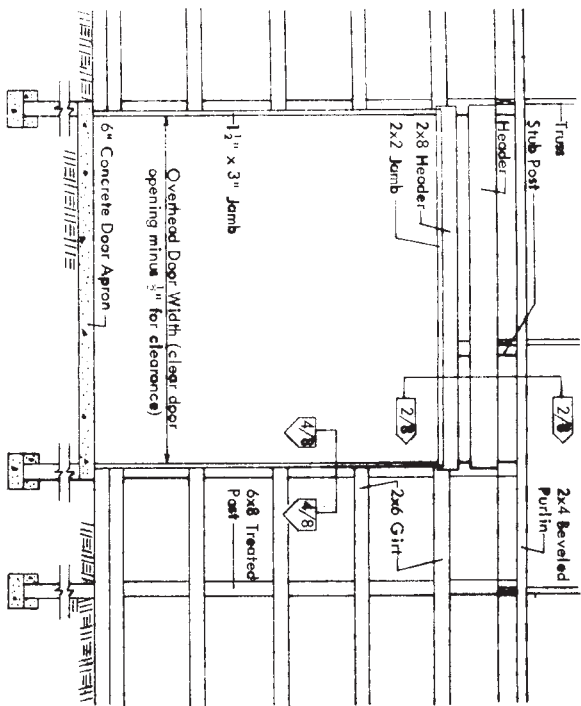 Truss
Stub Post
Header
2x8 Header
2x2 Jamb
1½" x 3" Jamb
Overhead Door Width (clear door
opening minus for clearance)
6" Concrete Door Apron
2/8
2/8
4/8
4/8
2x4 Beveled
Purlin
2x6 Girt
6x8 Treated
Post